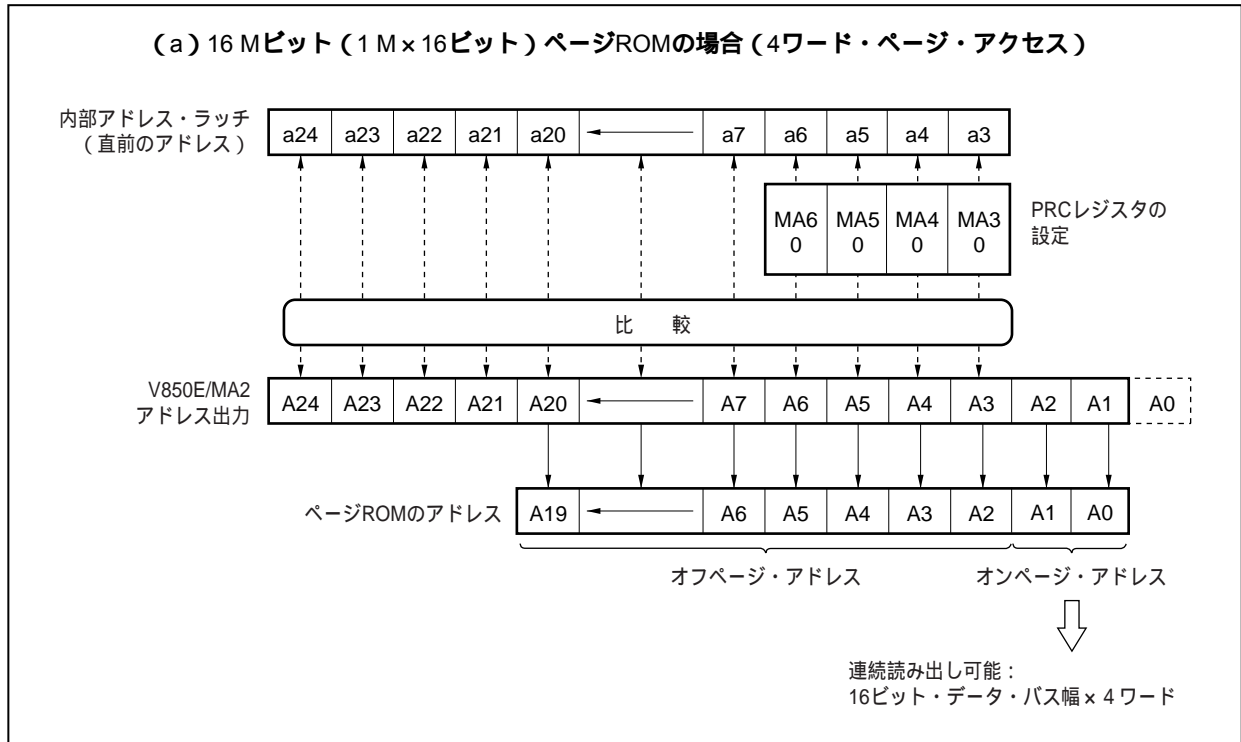 （a）16 Mビット（1 M×16ビット）ページROMの場合（4ワード・ページ・アクセス）
内部アドレス・ラッチ
（直前のアドレス）
a24 a23 a22 a21 a20 a7 a6 a5 a4 a3
MA6 MA5 MA4 MA3
0 0 0 0
PRCレジスタの
設定
比 較
V850E/MA2
アドレス出力
A24 A23 A22 A21 A20 A7 A6 A5 A4 A3 A2 A1 A0
ページROMのアドレス
A19 A6 A5 A4 A3 A2 A1 A0
オフページ・アドレス オンページ・アドレス
連続読み出し可能：
16ビット・データ・バス幅×4ワード